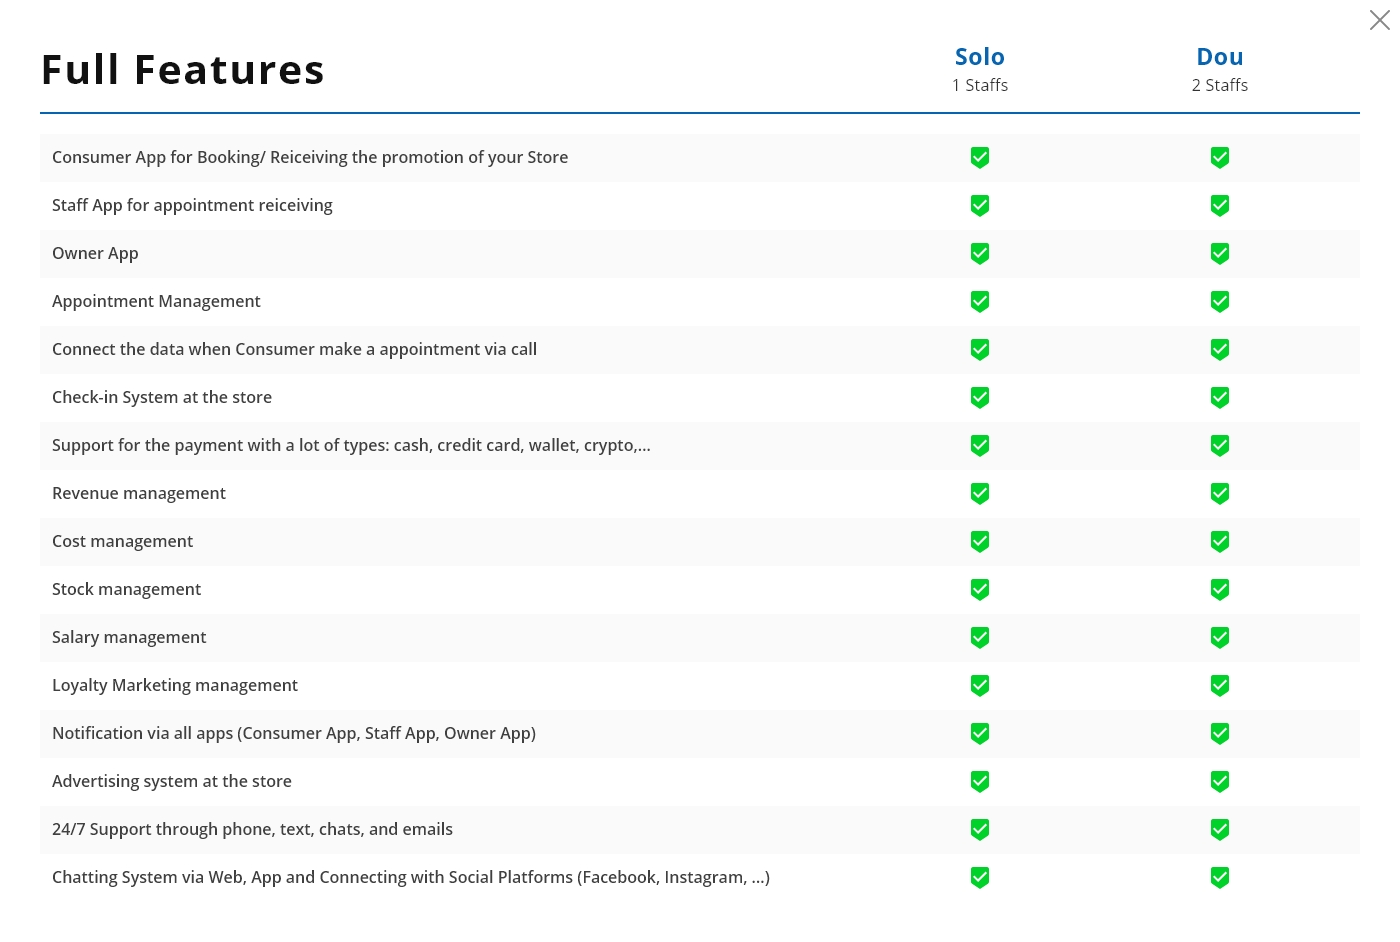 Full Features
Solo
1 Staffs
Dou
2 Staffs
Consumer App for Booking/ Reiceiving the promotion of your Store
Staff App for appointment reiceiving
Owner App
Appointment Management
Connect the data when Consumer make a appointment via call
Check-in System at the store
Support for the payment with a lot of types: cash, credit card, wallet, crypto,...
Revenue management
Cost management
Stock management
Salary management
Loyalty Marketing management
Notification via all apps (Consumer App, Staff App, Owner App)
Advertising system at the store
24/7 Support through phone, text, chats, and emails
Chatting System via Web, App and Connecting with Social Platforms (Facebook, Instagram, ...)